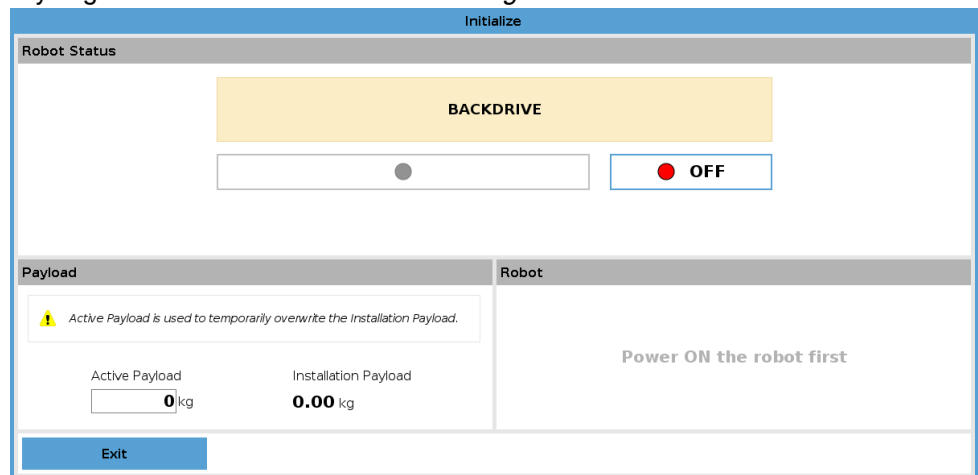 Initialize
Robot Status
BACKDRIVE
OFF
Payload
Robot
Active Payload is used to temporarily overwrite the Installation Payload.
Power ON the robot first
Active Payload
Installation Payload
0 kg
0.00 kg
Exit